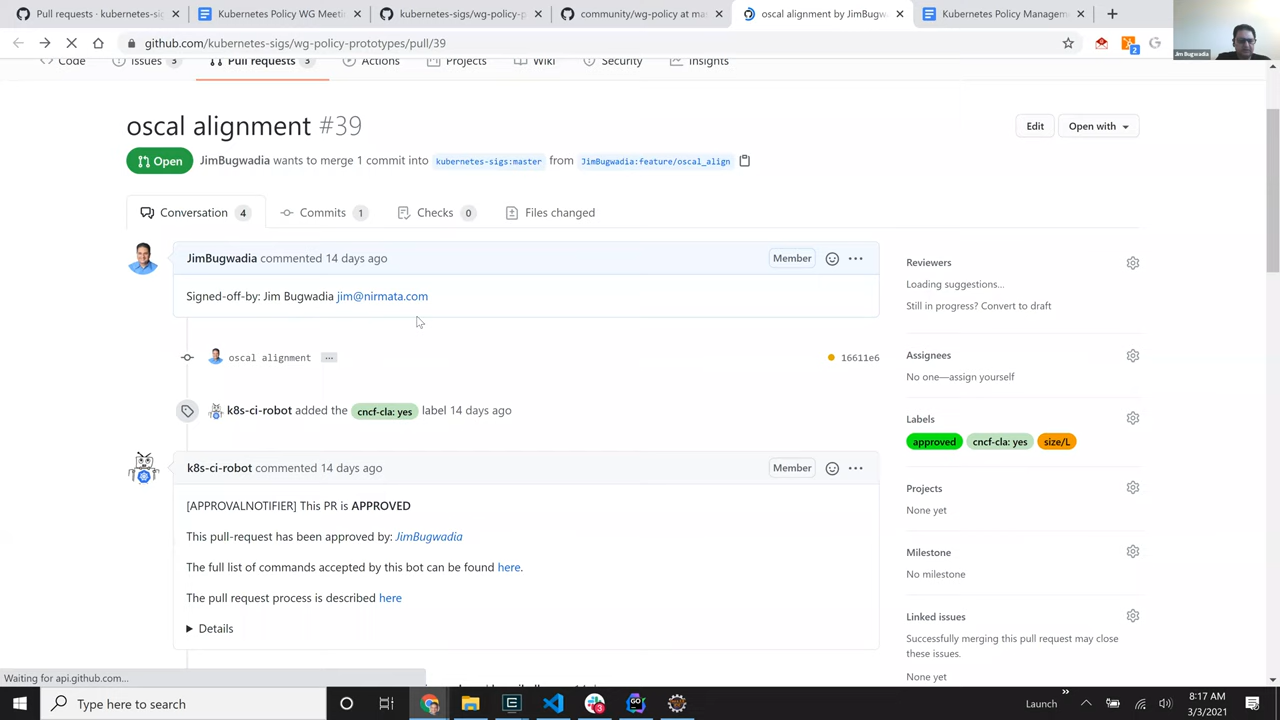 Pull requests · kubernetes-si
Kubernetes Policy WG Meeti
kubernetes-sigs/wg-policy-p
community/wg-policy at mas
oscal alignment by JimBugw
Kubernetes Policy Managem
github.com/kubernetes-sigs/wg-policy-prototypes/pull/39
2
Jim Bugwadia
Code
Issues 3
Pull requests 3
Actions
Projects
Wiki
Security
Insights
oscal alignment #39
Edit
Open with
Open
JimBugwadia wants to merge 1 commit into kubernetes-sigs:master from JimBugwadia:feature/oscal_align
Conversation 4
Commits 1
Checks 0
Files changed
JimBugwadia commented 14 days ago
Member
Signed-off-by: Jim Bugwadia jim@nirmata.com
oscal alignment ...
16611e6
k8s-ci-robot added the cncf-cla: yes label 14 days ago
k8s-ci-robot commented 14 days ago
Member
[APPROVALNOTIFIER] This PR is APPROVED
This pull-request has been approved by: JimBugwadia
The full list of commands accepted by this bot can be found here.
The pull request process is described here
Details
Reviewers
Loading suggestions…
Still in progress? Convert to draft
Assignees
No one—assign yourself
Labels
approved
cncf-cla: yes
size/L
Projects
None yet
Milestone
No milestone
Linked issues
Successfully merging this pull request may close
these issues.
None yet
Waiting for api.github.com...
Type here to search
Launch
8:17 AM
3/3/2021